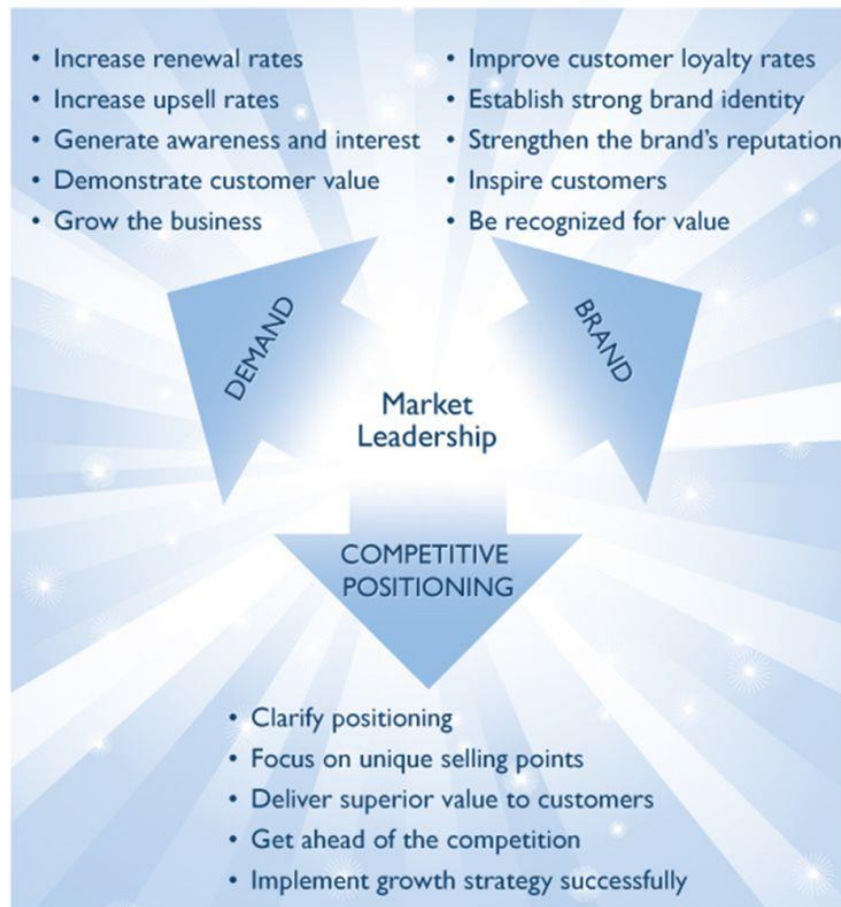 • Increase renewal rates
• Increase upsell rates
• Generate awareness and interest
• Demonstrate customer value
• Grow the business
• Improve customer loyalty rates
• Establish strong brand identity
• Strengthen the brand's reputation
• Inspire customers
• Be recognized for value
DEMAND
BRAND
Market
Leadership
COMPETITIVE
POSITIONING
• Clarify positioning
• Focus on unique selling points
• Deliver superior value to customers
• Get ahead of the competition
• Implement growth strategy successfully